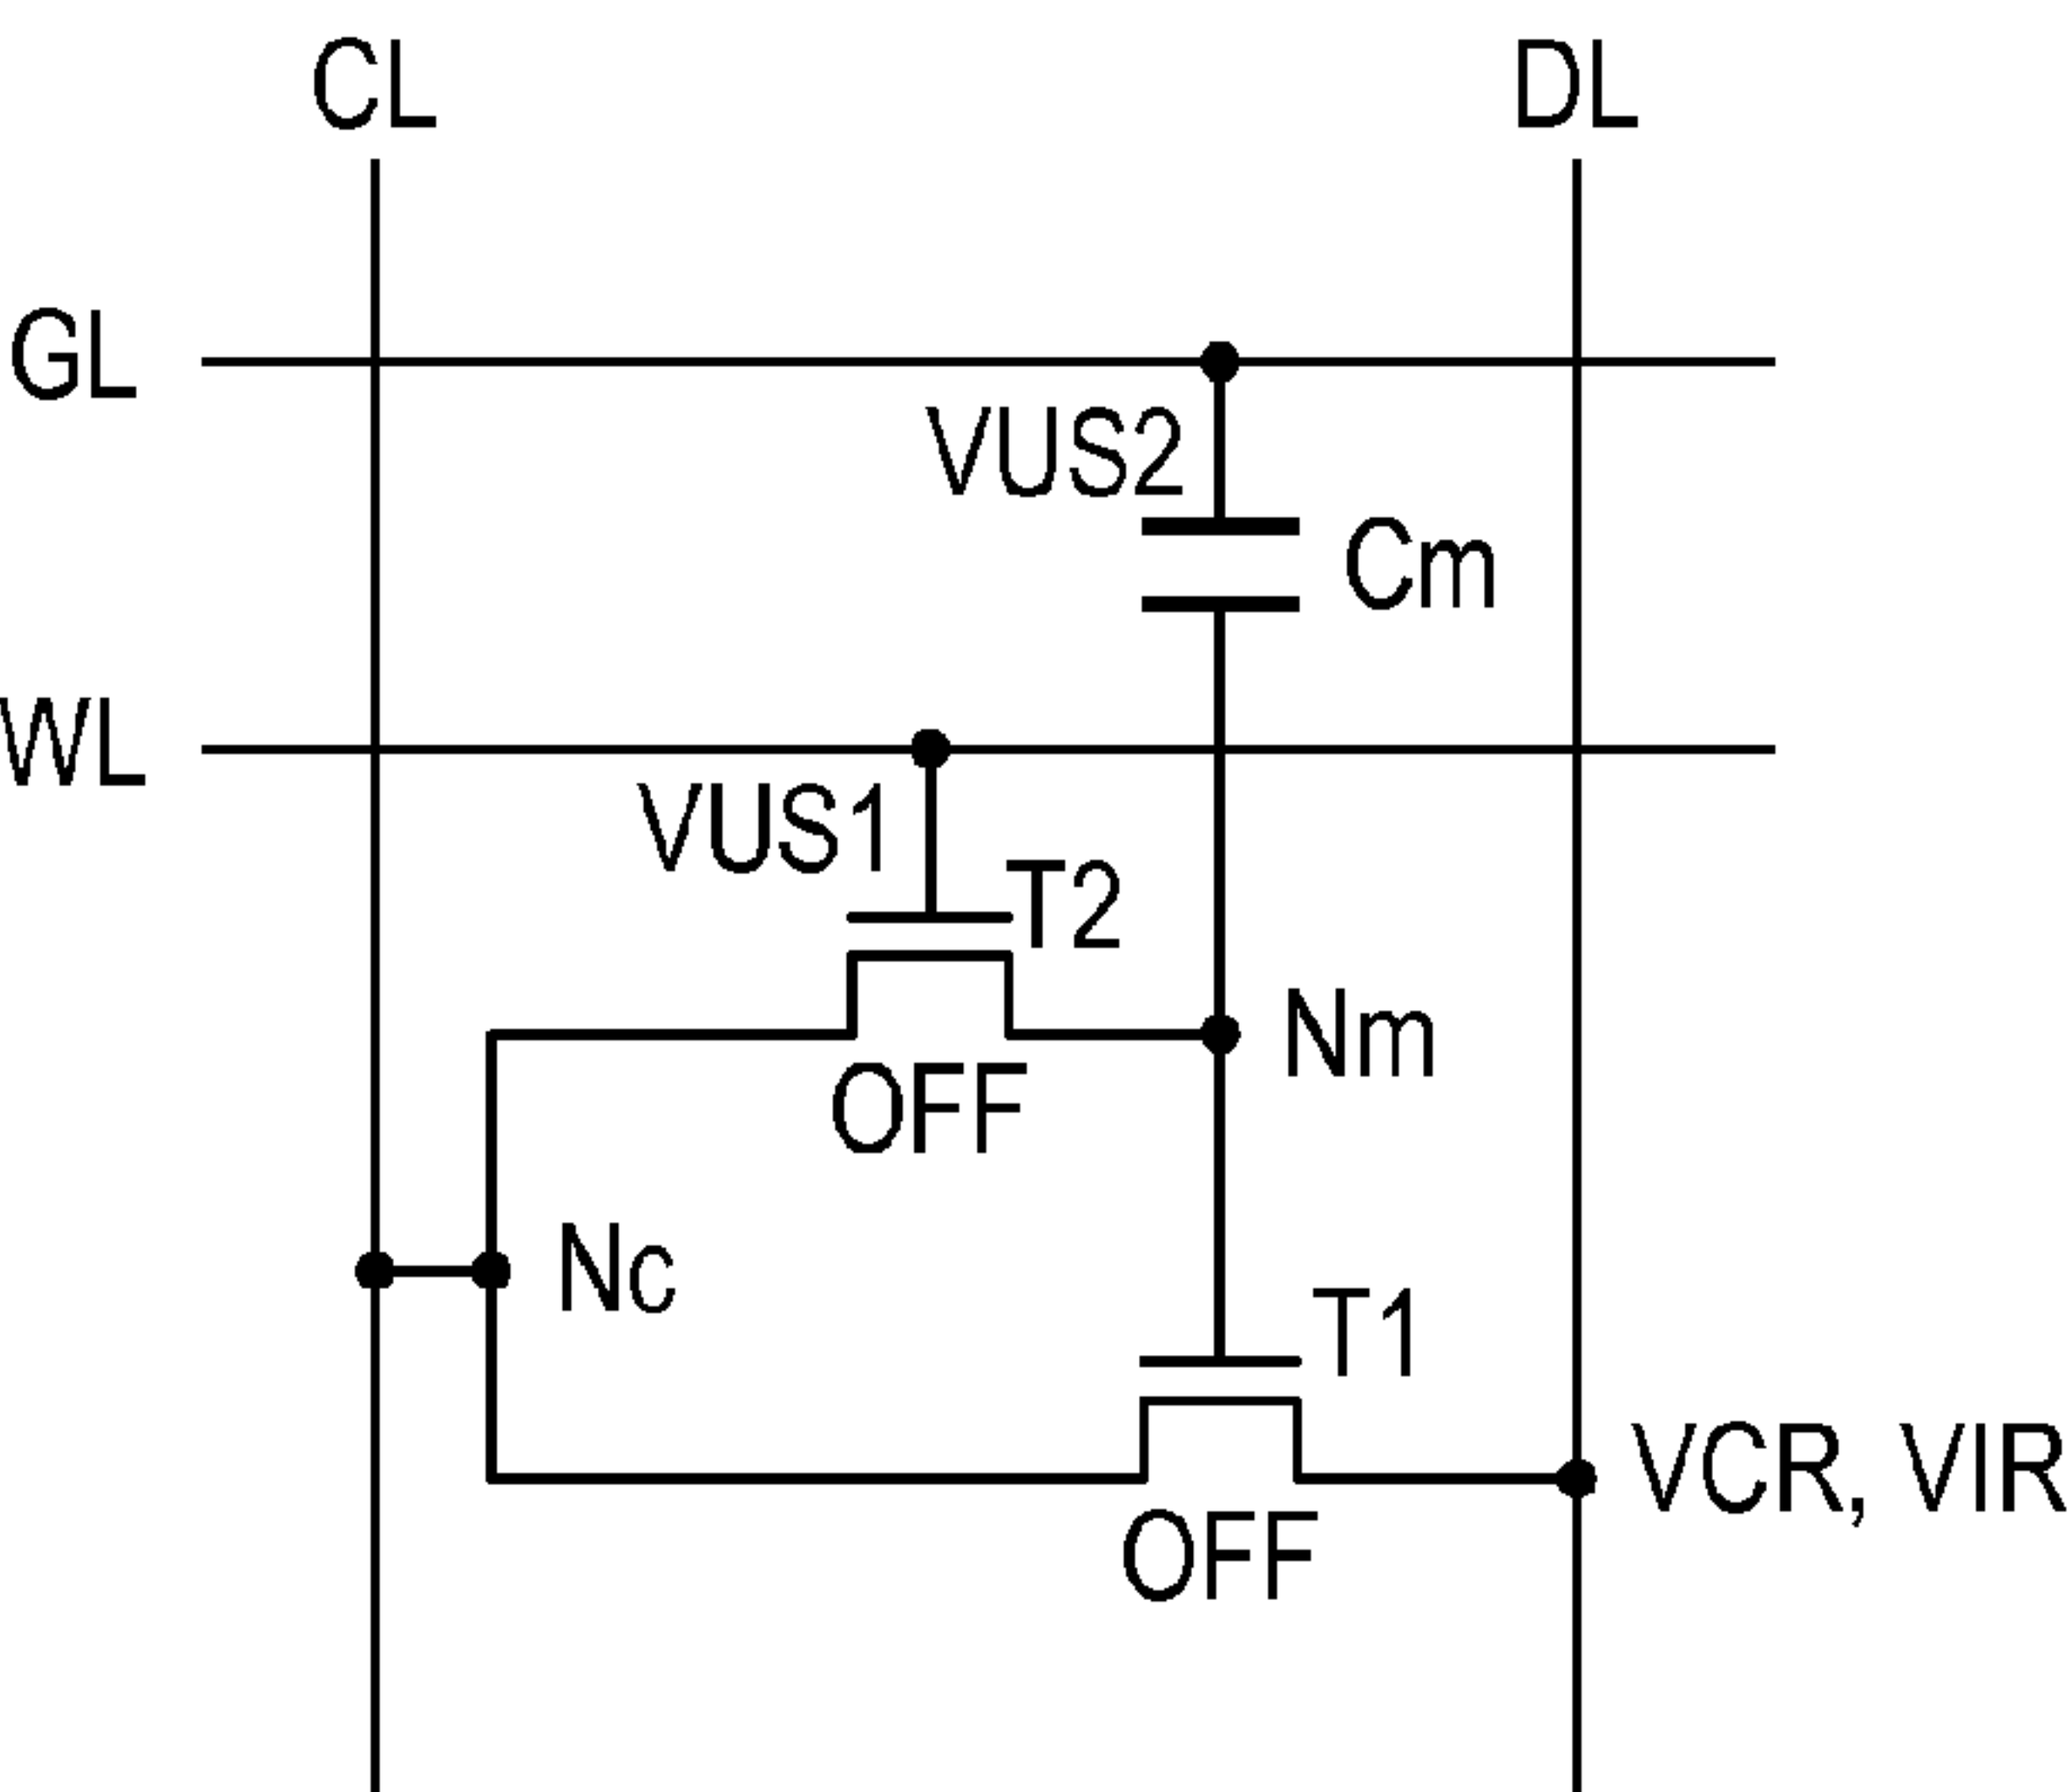 CL
DL
GL
VUS2
Cm
WL
VUS1
T2
Nm
OFF
Nc
T1
VCR, VIR
OFF